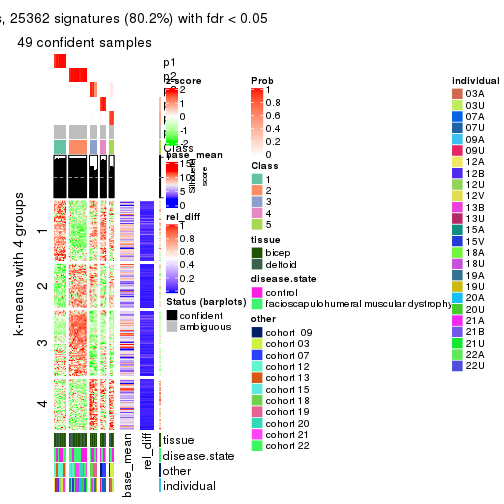 s, 25362 signatures (80.2%) with fdr < 0.05
49 confident samples
p1
p2
Class
k-means with 4 groups
1
2
3
4
base_mean
rel_diff
tissue
disease.state
other
individual
z-score
2
1
0
-1
-2
base_mean
15
10
5
0
silhouette
score
rel_diff
1
0.8
0.6
0.4
0.2
0
Status (barplots)
confident
ambiguous
Prob
1
0.8
0.6
0.4
0.2
0
Class
1
2
3
4
5
tissue
bicep
deltoid
disease.state
control
facioscapulohumeral muscular dystrophy
other
cohort 09
cohort 03
cohort 07
cohort 12
cohort 13
cohort 15
cohort 18
cohort 19
cohort 20
cohort 21
cohort 22
individual
03A
03U
07A
07U
09A
09U
12A
12B
12U
12V
13B
13U
15A
15V
18A
18U
19A
19U
20A
20U
21A
21B
21U
22A
22U